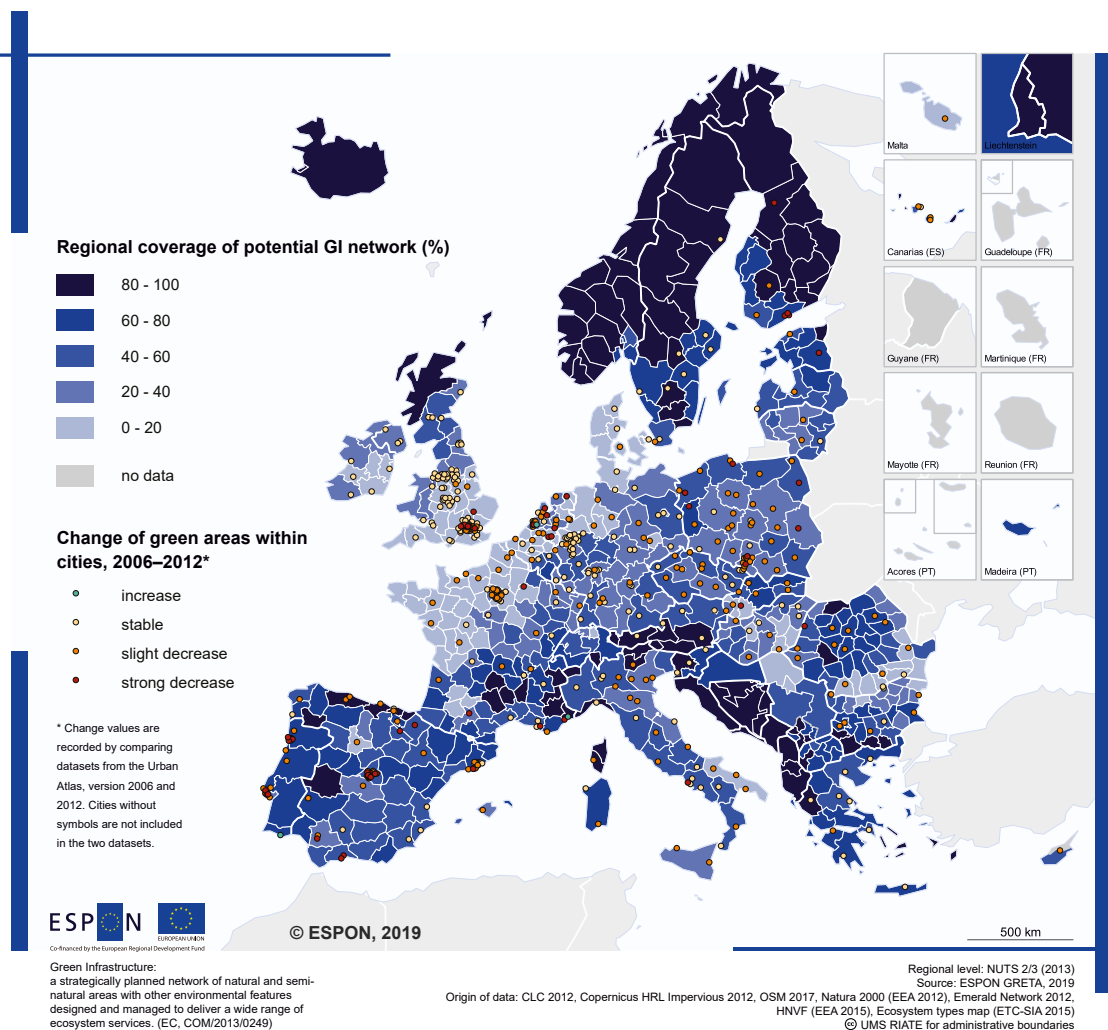 Malta
Liechtenstein
Canarias (ES)
Guadeloupe (FR)
Guyane (FR)
Martinique (FR)
Mayotte (FR)
Reunion (FR)
Acores (PT)
Madeira (PT)
Regional coverage of potential GI network (%)
80 - 100
60 - 80
40 - 60
20 - 40
0 - 20
no data
Change of green areas within
cities, 2006–2012*
increase
stable
slight decrease
strong decrease
* Change values are
recorded by comparing
datasets from the Urban
Atlas, version 2006 and
2012. Cities without
symbols are not included
in the two datasets.
ESPON
EUROPEAN UNION
Co-financed by the European Regional Development Fund
© ESPON, 2019
500 km
Green Infrastructure:
a strategically planned network of natural and semi-
natural areas with other environmental features
designed and managed to deliver a wide range of
ecosystem services. (EC, COM/2013/0249)
Regional level: NUTS 2/3 (2013)
Source: ESPON GRETA, 2019
Origin of data: CLC 2012, Copernicus HRL Impervious 2012, OSM 2017, Natura 2000 (EEA 2012), Emerald Network 2012,
HNVF (EEA 2015), Ecosystem types map (ETC-SIA 2015)
㏄ UMS RIATE for administrative boundaries